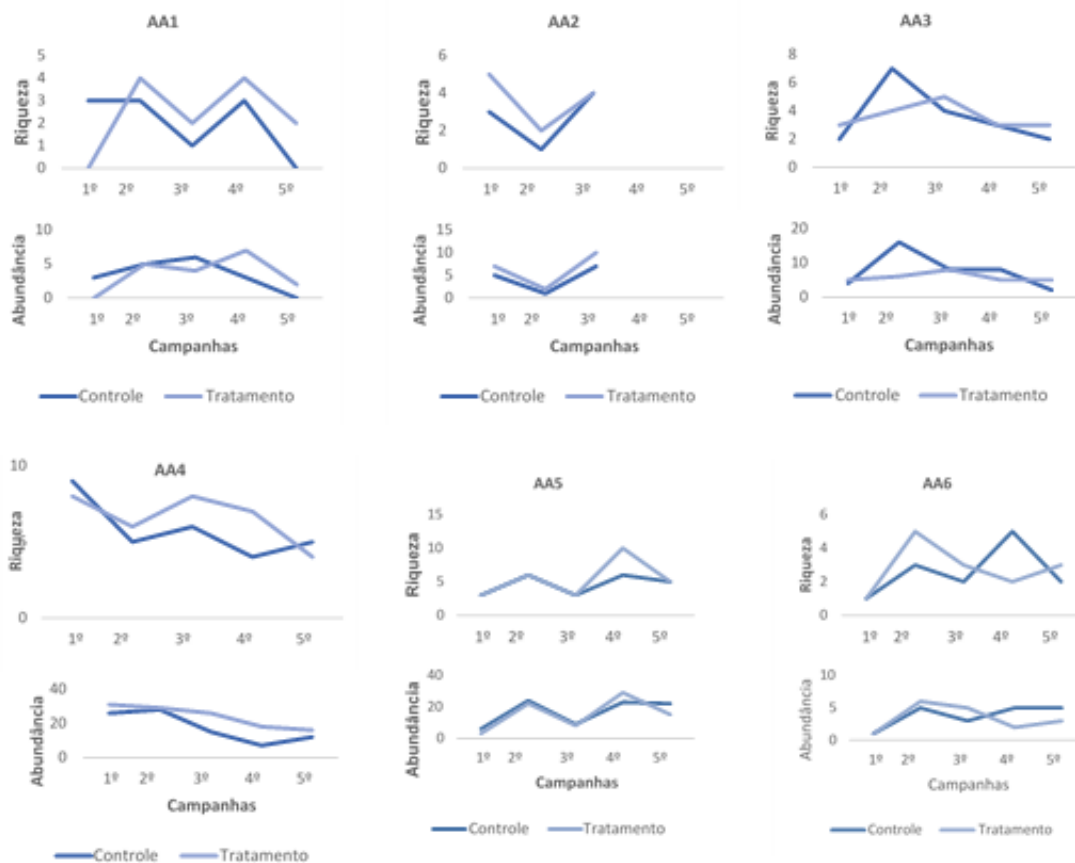 AA1
Riqueza
5
4
3
2
1
0
1º 2º 3º 4º 5º
Abundância
10
5
0
1º 2º 3º 4º 5º
Campanhas
Controle Tratamento
AA2
Riqueza
6
4
2
0
1º 2º 3º 4º 5º
Abundância
15
10
5
0
1º 2º 3º 4º 5º
Campanhas
Controle Tratamento
AA3
Riqueza
8
6
4
2
0
1º 2º 3º 4º 5º
Abundância
20
10
0
1º 2º 3º 4º 5º
Campanhas
Controle Tratamento
AA4
Riqueza
10
0
1º 2º 3º 4º 5º
Abundância
40
20
0
1º 2º 3º 4º 5º
Campanhas
Controle Tratamento
AA5
Riqueza
15
10
5
0
1º 2º 3º 4º 5º
Abundância
40
20
0
1º 2º 3º 4º 5º
Campanhas
Controle Tratamento
AA6
Riqueza
6
4
2
0
1º 2º 3º 4º 5º
Abundância
10
5
0
1º 2º 3º 4º 5º
Campanhas
Controle Tratamento